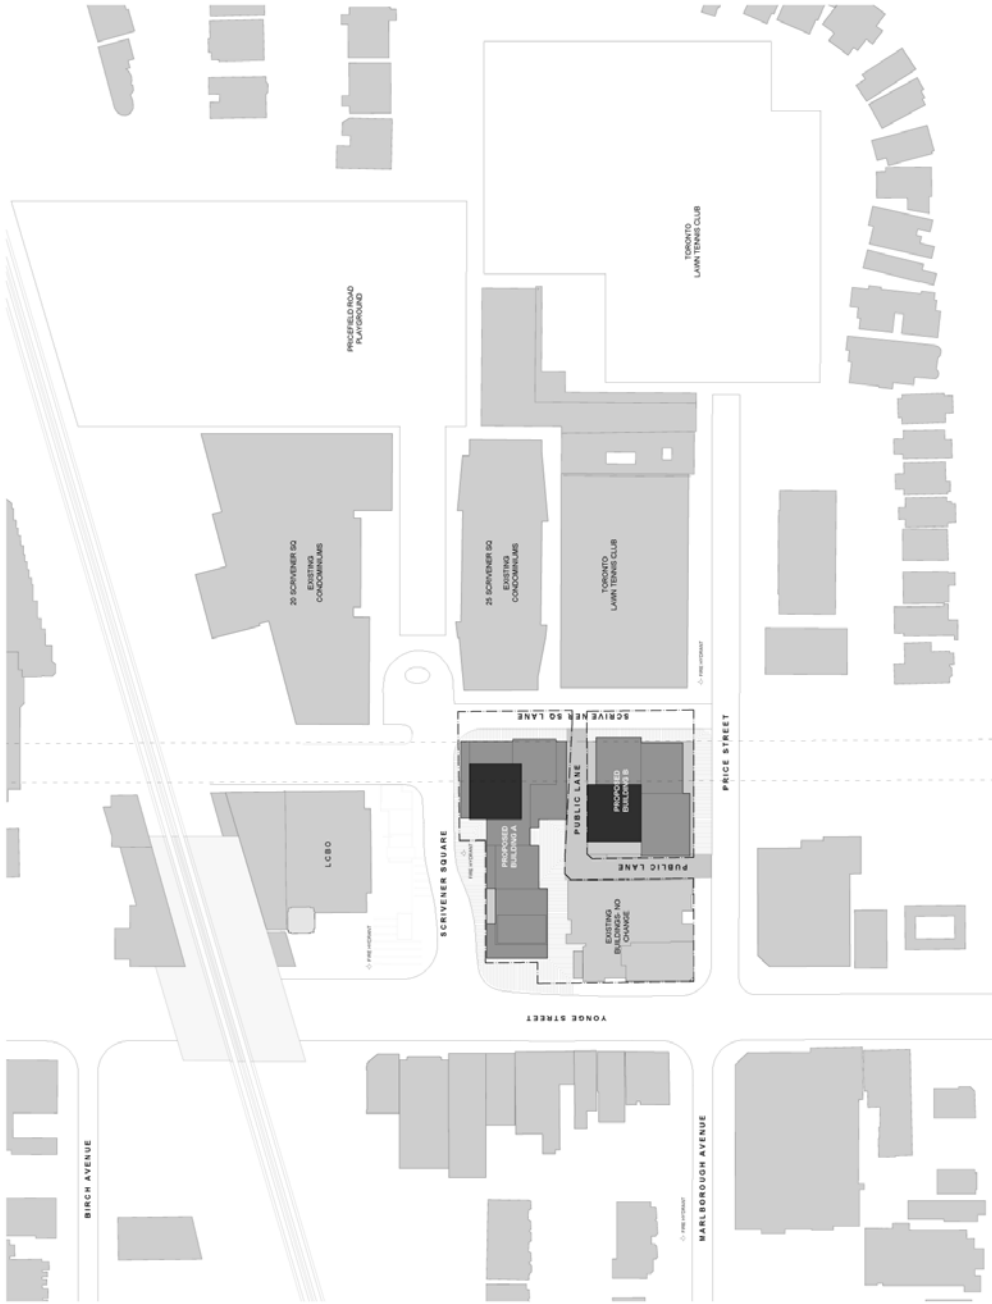 PRICEFIELD ROAD
PLAYGROUND
TORONTO
LAWN TENNIS CLUB
20 SCRIVENER SQ
EXISTING
CONDOMINIUMS
25 SCRIVENER SQ
EXISTING
CONDOMINIUMS
TORONTO
LAWN TENNIS CLUB
FIRE HYDRANT
SCRIVENER SQ LANE
PRICE STREET
PUBLIC LANE
PROPOSED
BUILDING B
LCBO
SCRIVENER SQUARE
FIRE HYDRANT
PROPOSED
BUILDING A
PUBLIC LANE
EXISTING
BUILDINGS- NO
CHANGE
FIRE HYDRANT
YONGE STREET
BIRCH AVENUE
MARLBOROUGH AVENUE
FIRE HYDRANT